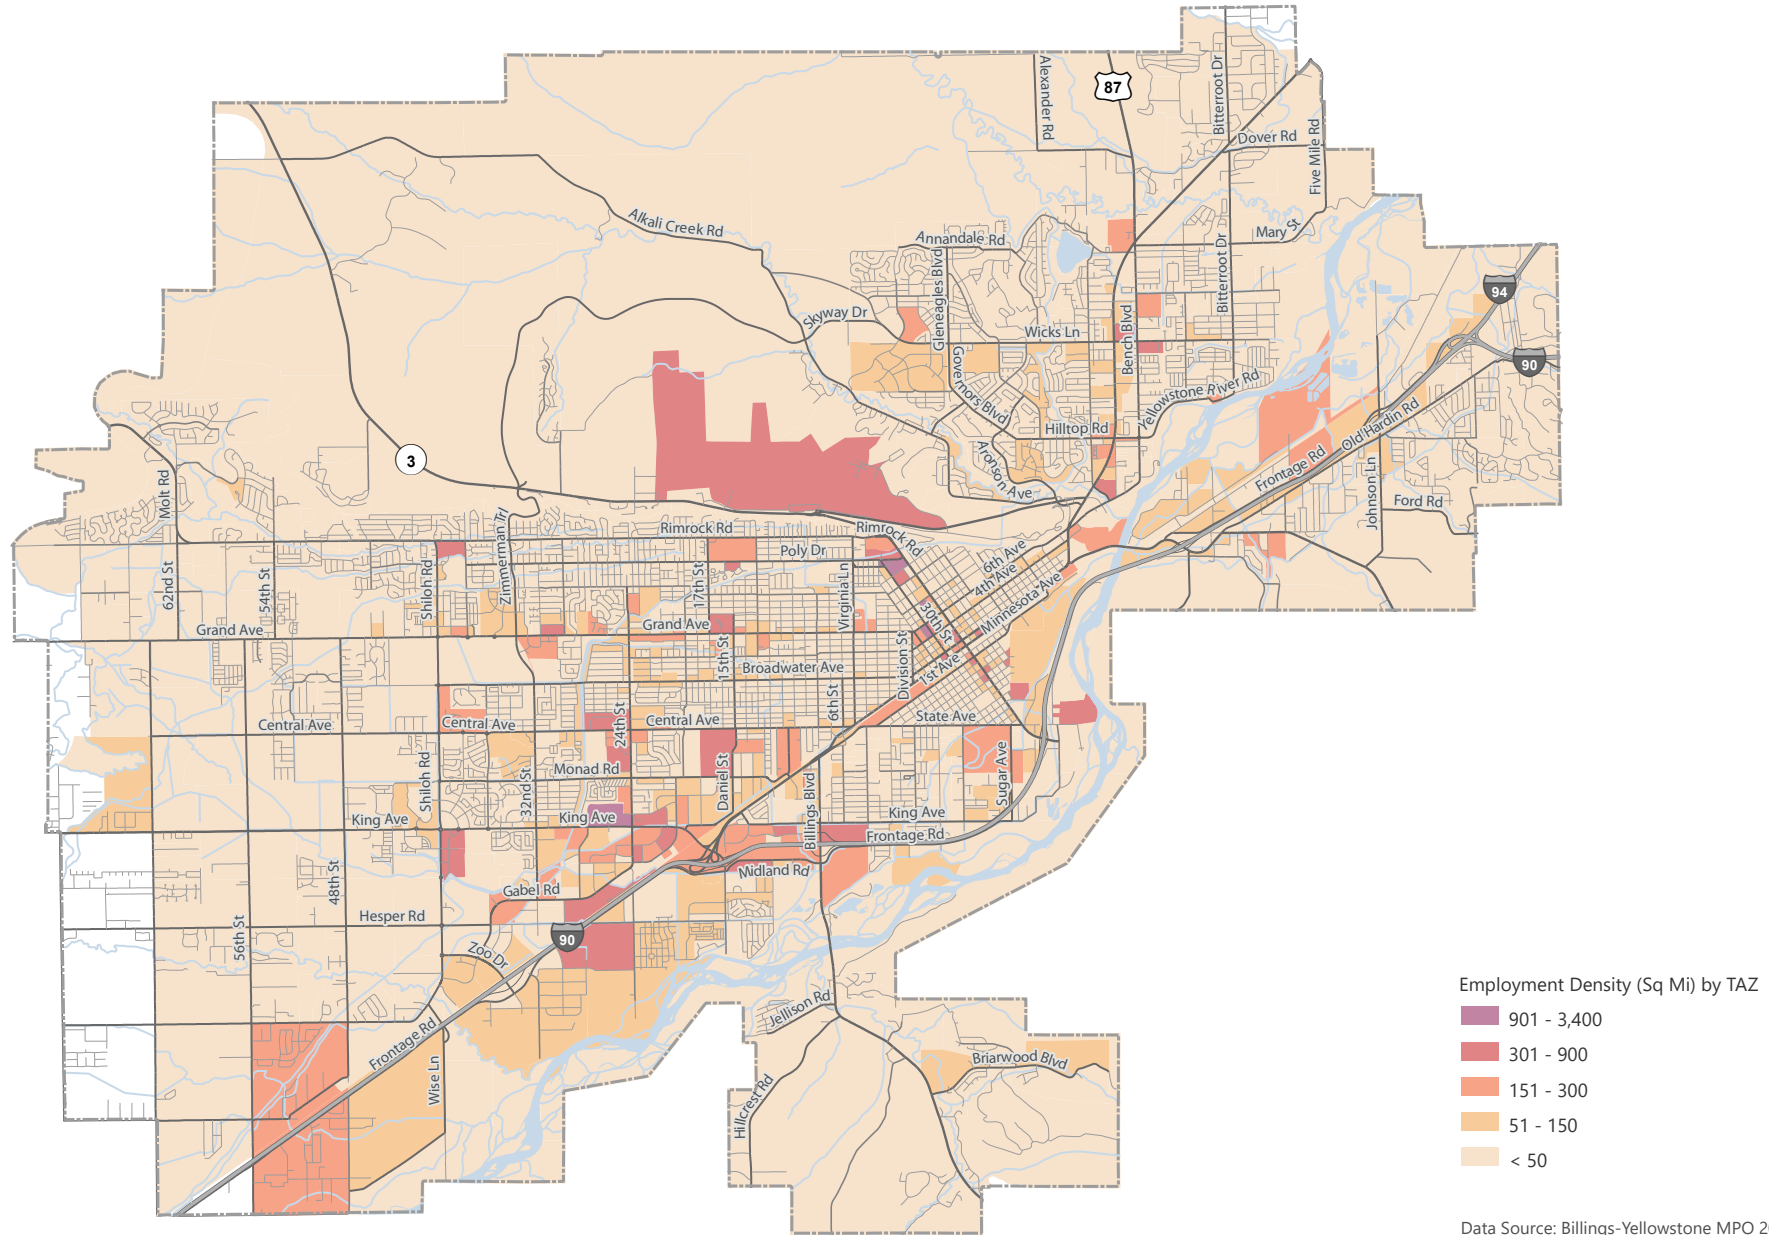 87
Alexander Rd
Bitterroot Dr
Dover Rd
Five Mile Rd
Alkali Creek Rd
Annandale Rd
Gleneagles Blvd
Mary St
Bitterroot Dr
94
Skyway Dr
Wicks Ln
Bench Blvd
90
Governors Blvd
Yellowstone River Rd
Hilltop Rd
Old Hardin Rd
3
Molt Rd
Aronson Ave
Frontage Rd
Johnson Ln
Ford Rd
Zimmerman Trl
Rimrock Rd
Rimrock Rd
Poly Dr
6th Ave
4th Ave
Minnesota Ave
62nd St
54th St
Shiloh Rd
17th St
Virginia Ln
30th St
Grand Ave
Grand Ave
15th St
Broadwater Ave
Division St
1st Ave
6th St
Central Ave
Central Ave
24th St
Central Ave
State Ave
Shiloh Rd
32nd St
Monad Rd
Daniel St
Billings Blvd
Sugar Ave
King Ave
King Ave
King Ave
Frontage Rd
48th St
Gabel Rd
Midland Rd
Hesper Rd
56th St
90
Zoo Dr
Jellison Rd
Frontage Rd
Wise Ln
Briarwood Blvd
Hillcrest Rd
Employment Density (Sq Mi) by TAZ
901 - 3,400
301 - 900
151 - 300
51 - 150
< 50
Data Source: Billings-Yellowstone MPO